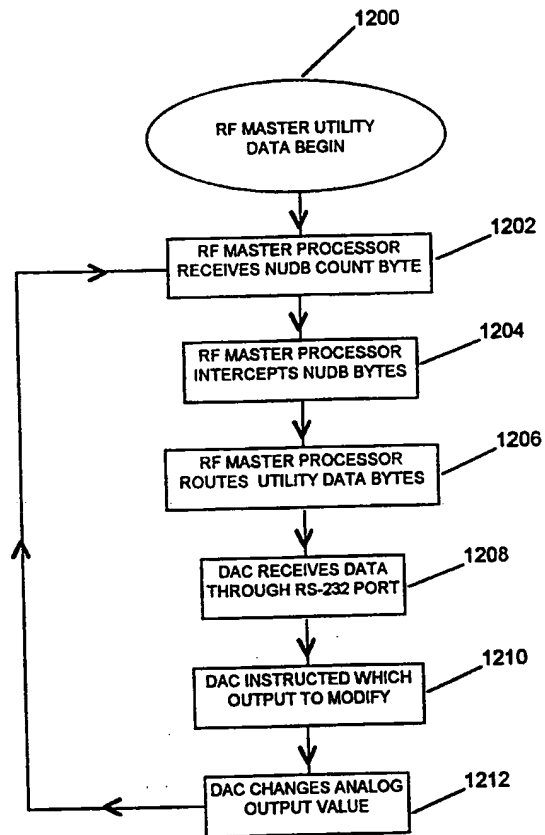 1200
RF MASTER UTILITY
DATA BEGIN
1202
RF MASTER PROCESSOR
RECEIVES NUDB COUNT BYTE
1204
RF MASTER PROCESSOR
INTERCEPTS NUDB BYTES
1206
RF MASTER PROCESSOR
ROUTES UTILITY DATA BYTES
1208
DAC RECEIVES DATA
THROUGH RS-232 PORT
1210
DAC INSTRUCTED WHICH
OUTPUT TO MODIFY
1212
DAC CHANGES ANALOG
OUTPUT VALUE